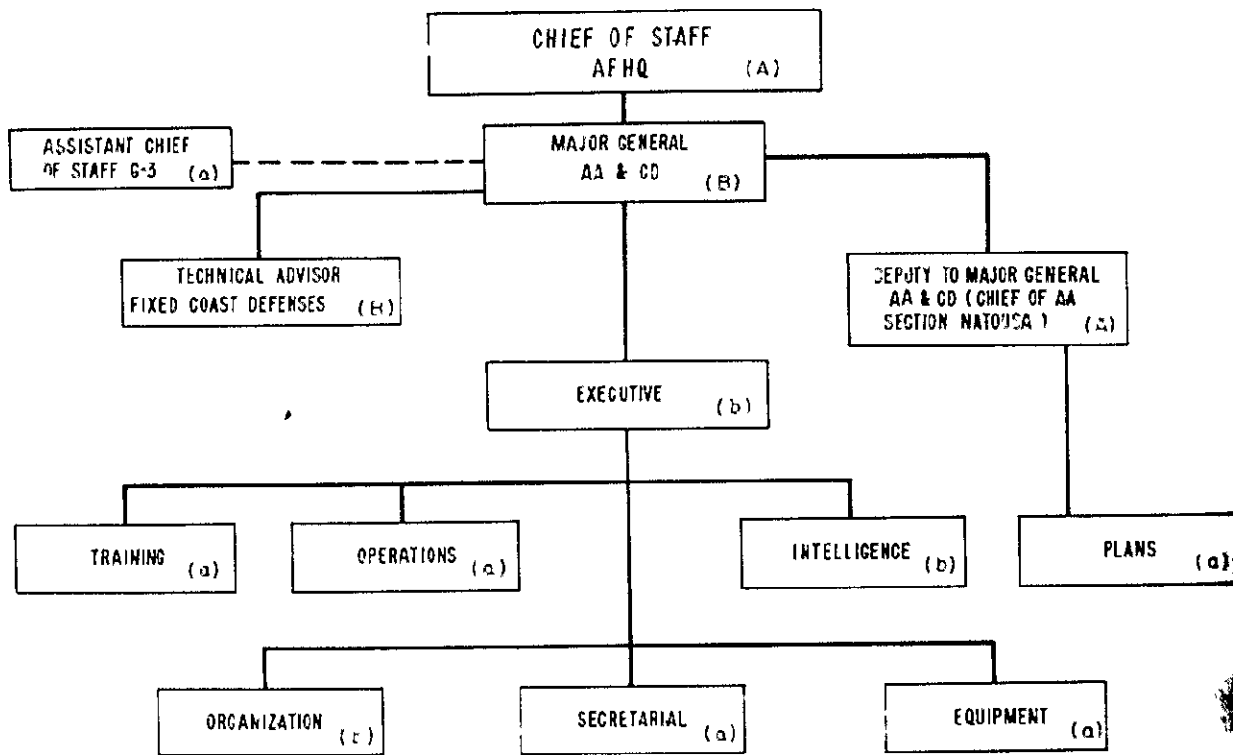 CHIEF OF STAFF
AFHQ (A)
ASSISTANT CHIEF
OF STAFF G-3 (a)
MAJOR GENERAL
AA & CD
(B)
TECHNICAL ADVISOR
FIXED COAST DEFENSES (B)
DEPUTY TO MAJOR GENERAL
AA & CD (CHIEF OF AA
SECTION NATOUSA) (A)
EXECUTIVE
(b)
TRAINING
(a)
OPERATIONS
(a)
INTELLIGENCE
(b)
PLANS
(a)
ORGANIZATION
SECRETARIAL
(a)
EQUIPMENT
(a)